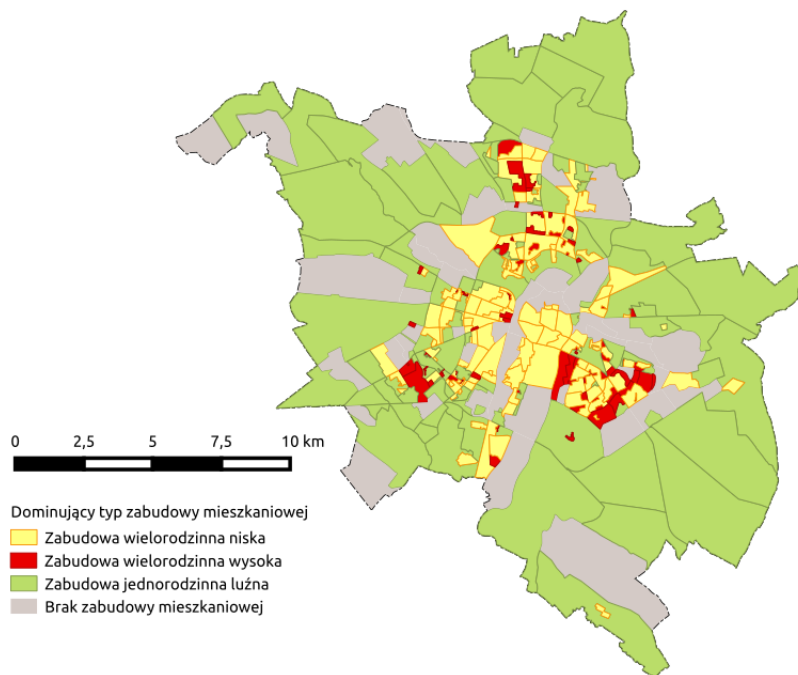 0 2,5 5 7,5 10 km
Dominujący typ zabudowy mieszkaniowej
Zabudowa wielorodzinna niska
Zabudowa wielorodzinna wysoka
Zabudowa jednorodzinna luźna
Brak zabudowy mieszkaniowej